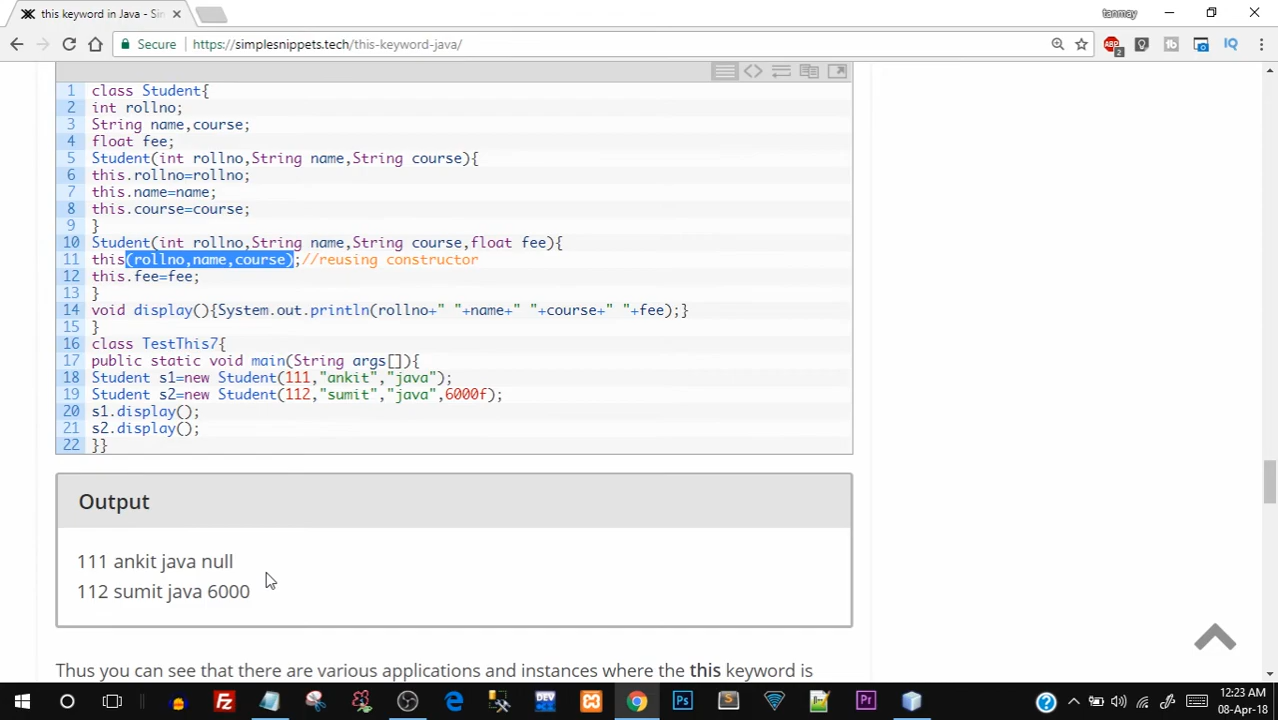 this keyword in Java - Sin
tanmay
Secure
https://simplesnippets.tech/this-keyword-java/
1 class Student{
2 int rollno;
3 String name,course;
4 float fee;
5 Student(int rollno,String name,String course){
6 this.rollno=rollno;
7 this.name=name;
8 this.course=course;
9 }
10 Student(int rollno,String name,String course,float fee){
11 this(rollno,name,course);//reusing constructor
12 this.fee=fee;
13 }
14 void display(){System.out.println(rollno+" "+name+" "+course+" "+fee);}
15 }
16 class TestThis7{
17 public static void main(String args[]){
18 Student s1=new Student(111,"ankit","java");
19 Student s2=new Student(112,"sumit","java",6000f);
20 s1.display();
21 s2.display();
22 }}
Output
111 ankit java null
112 sumit java 6000
Thus you can see that there are various applications and instances where the this keyword is
12:23 AM
08-Apr-18